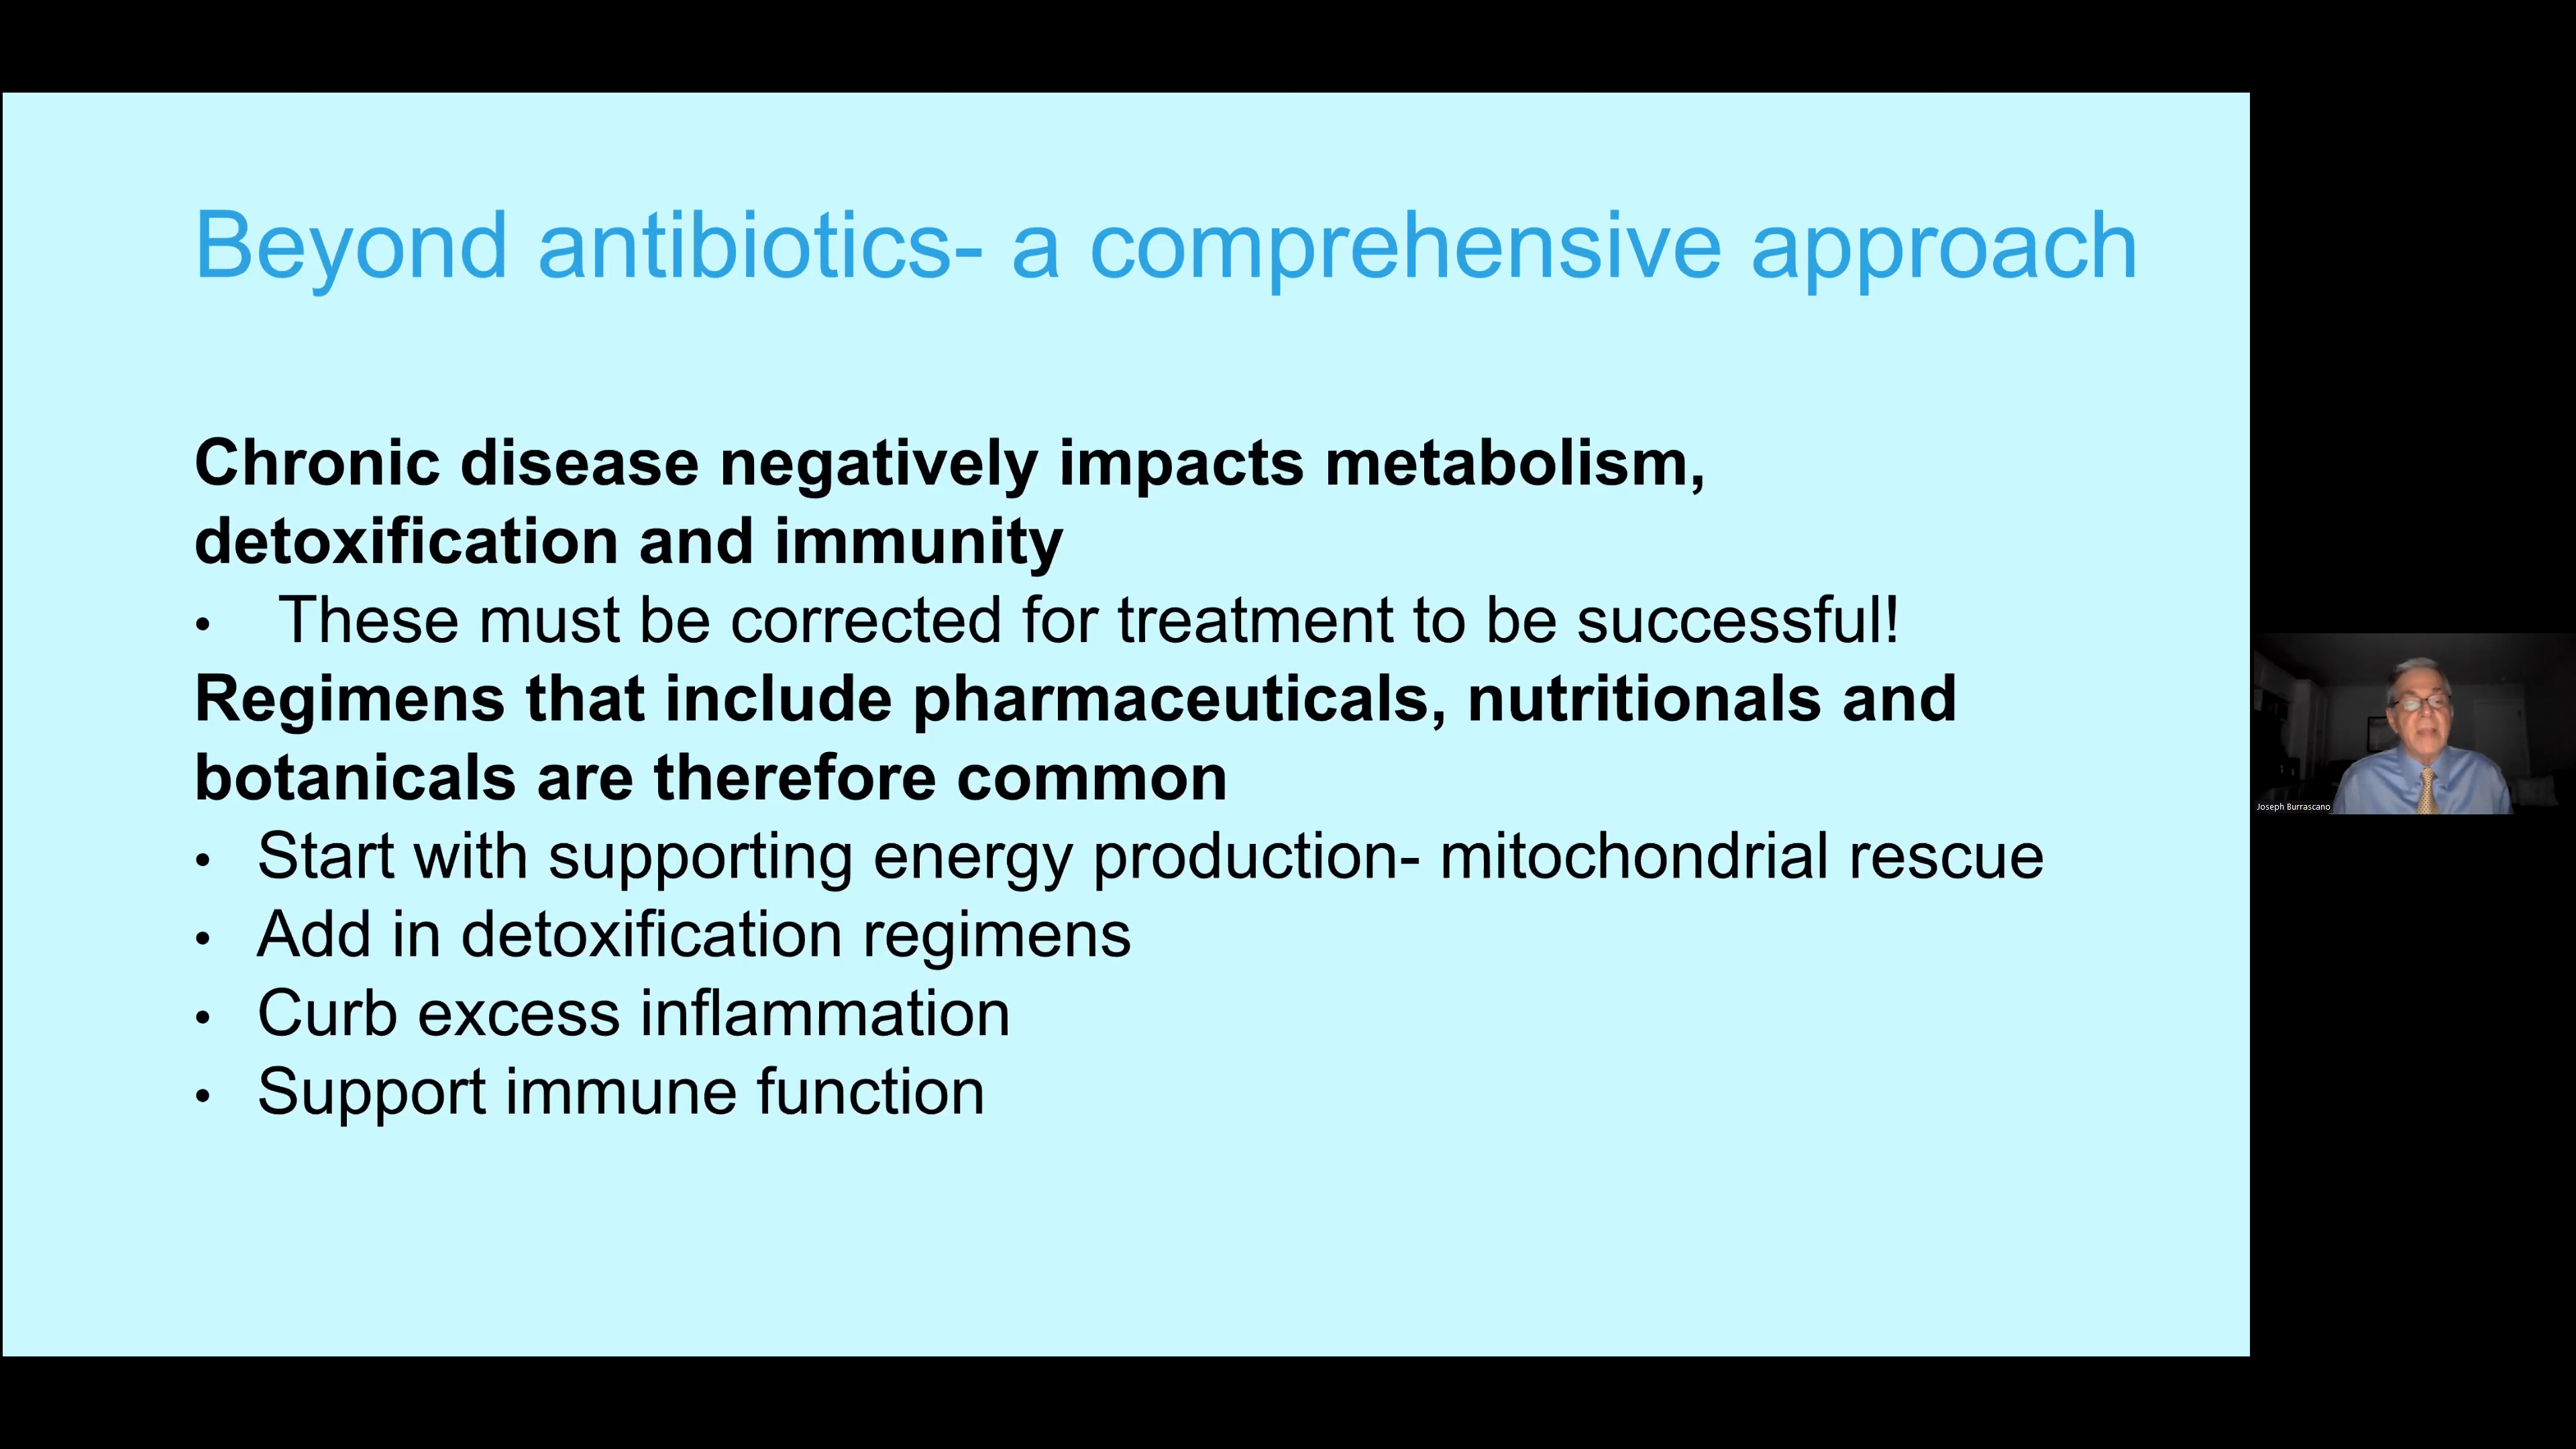 Beyond antibiotics- a comprehensive approach
Chronic disease negatively impacts metabolism,
detoxification and immunity
• These must be corrected for treatment to be successful!
Regimens that include pharmaceuticals, nutritionals and
botanicals are therefore common
• Start with supporting energy production- mitochondrial rescue
• Add in detoxification regimens
• Curb excess inflammation
• Support immune function
Joseph Burrascano